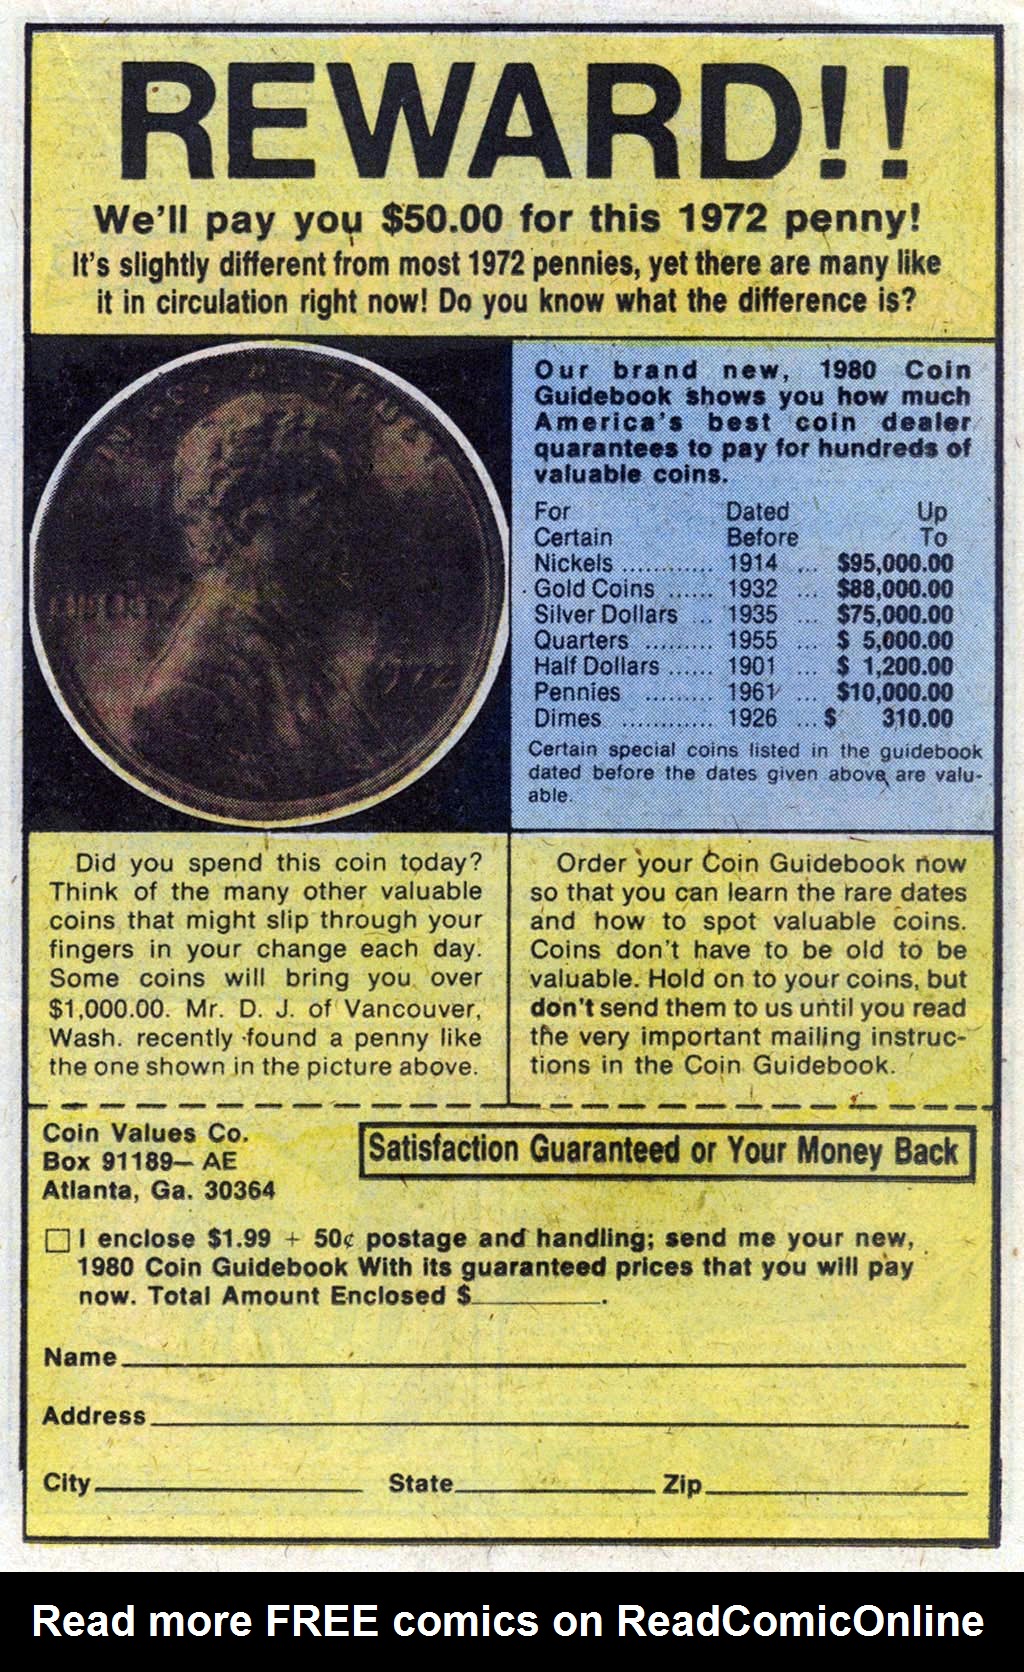 REWARD!!
We'll pay you $50.00 for this 1972 penny!
It's slightly different from most 1972 pennies, yet there are many like
it in circulation right now! Do you know what the difference is?
IN GOD WE TRUST
LIBERTY
1972
Our brand new, 1980 Coin
Guidebook shows you how much
America's best coin dealer
quarantees to pay for hundreds of
valuable coins.
For Dated Up
Certain Before To
Nickels ............ 1914 ... $95,000.00
Gold Coins ...... 1932 ... $88,000.00
Silver Dollars ... 1935 ... $75,000.00
Quarters ......... 1955 ... $ 5,000.00
Half Dollars ...... 1901 ... $ 1,200.00
Pennies ......... 1961 ... $10,000.00
Dimes ............ 1926 ... $ 310.00
Certain special coins listed in the guidebook
dated before the dates given above, are valu-
able.
Did you spend this coin today?
Think of the many other valuable
coins that might slip through your
fingers in your change each day.
Some coins will bring you over
$1,000.00. Mr. D. J. of Vancouver,
Wash. recently found a penny like
the one shown in the picture above.
Order your Coin Guidebook now
so that you can learn the rare dates
and how to spot valuable coins.
Coins don't have to be old to be
valuable. Hold on to your coins, but
don't send them to us until you read
the very important mailing instruc-
tions in the Coin Guidebook.
Coin Values Co.
Box 91189— AE
Atlanta, Ga. 30364
Satisfaction Guaranteed or Your Money Back
I enclose $1.99 + 50¢ postage and handling; send me your new,
1980 Coin Guidebook With its guaranteed prices that you will pay
now. Total Amount Enclosed $__________.
Name
Address
City State Zip
Read more FREE comics on ReadComicOnline